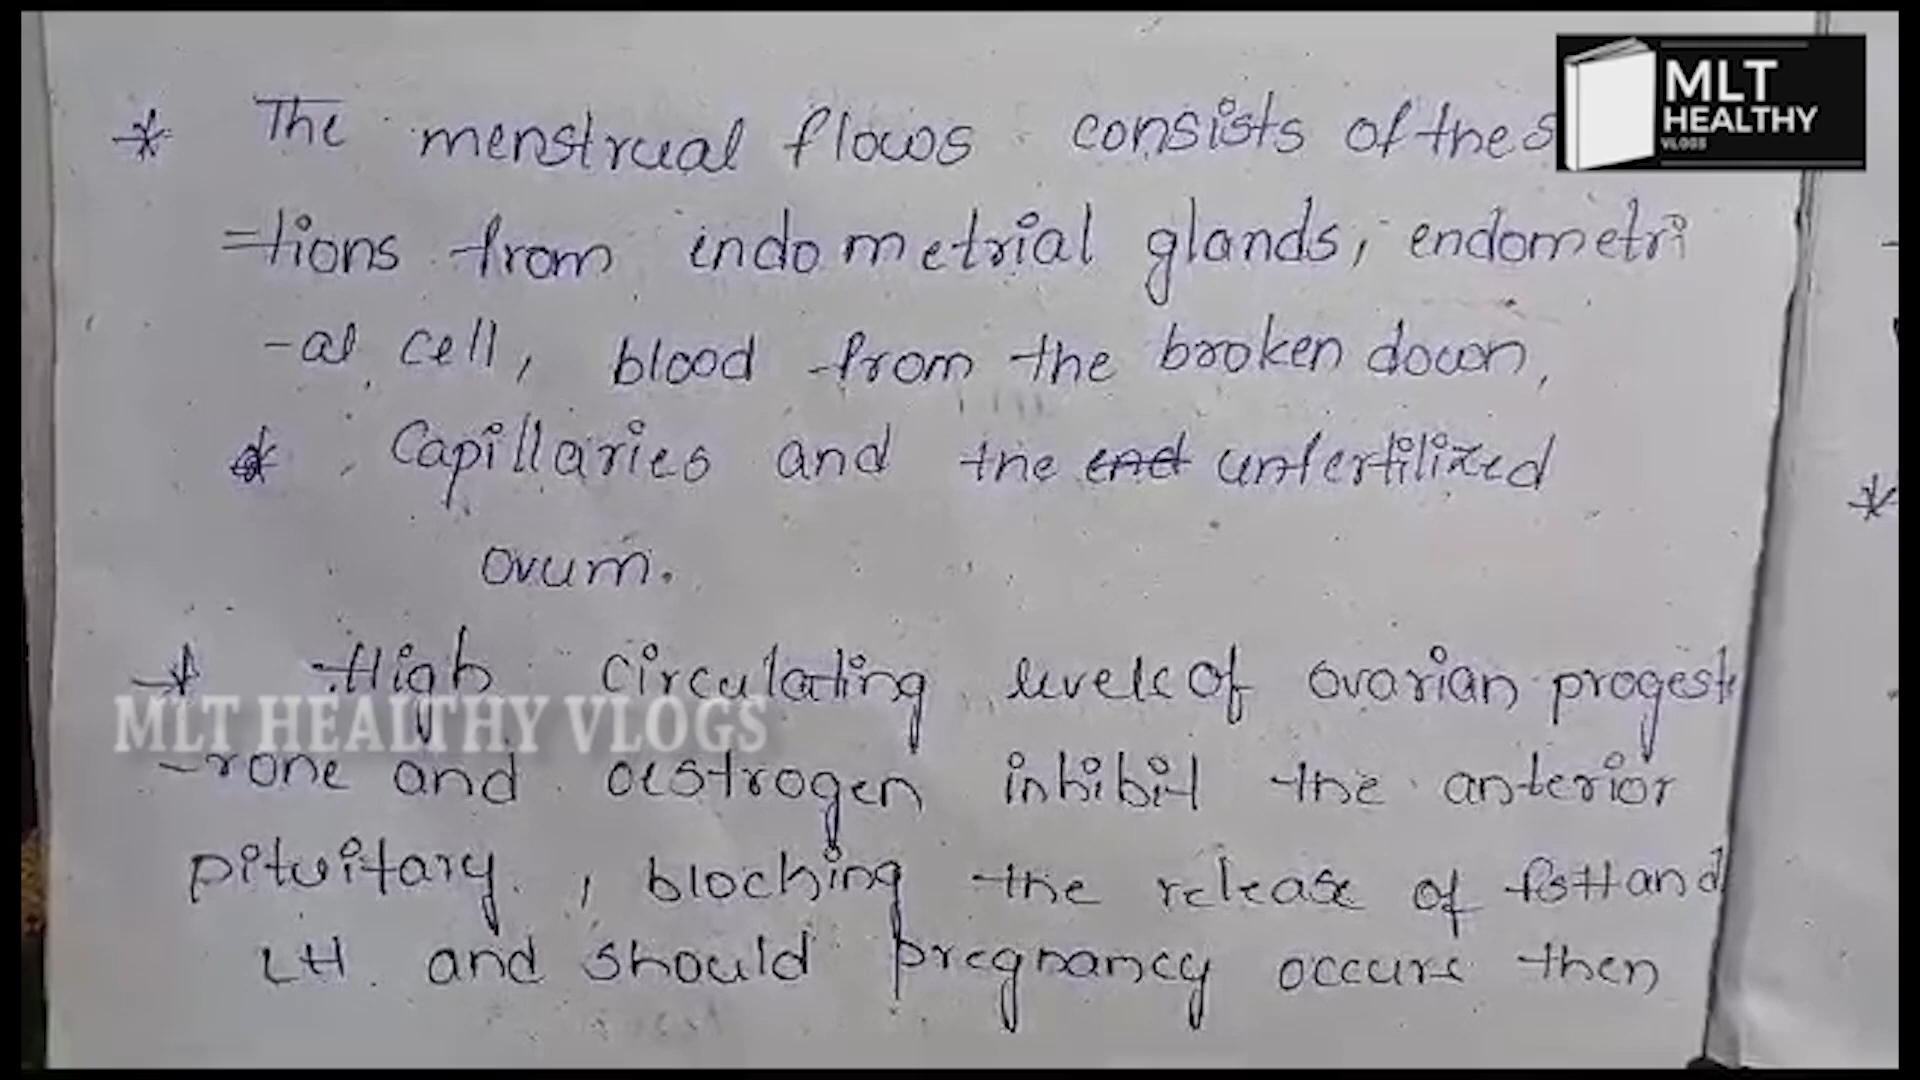 * The menstrual flows consists of the s
=tions from endometrial glands, endometri
-al cell, blood from the broken down,
* Capillaries and the end unfertilized
ovum.
* High circulating levels of ovarian progeste
-rone and oestrogen inhibit the anterior
pituitary, blocking the release of fsH and
LH and should pregnancy occurs then
MLT
HEALTHY
VLOGS
MLT HEALTHY VLOGS